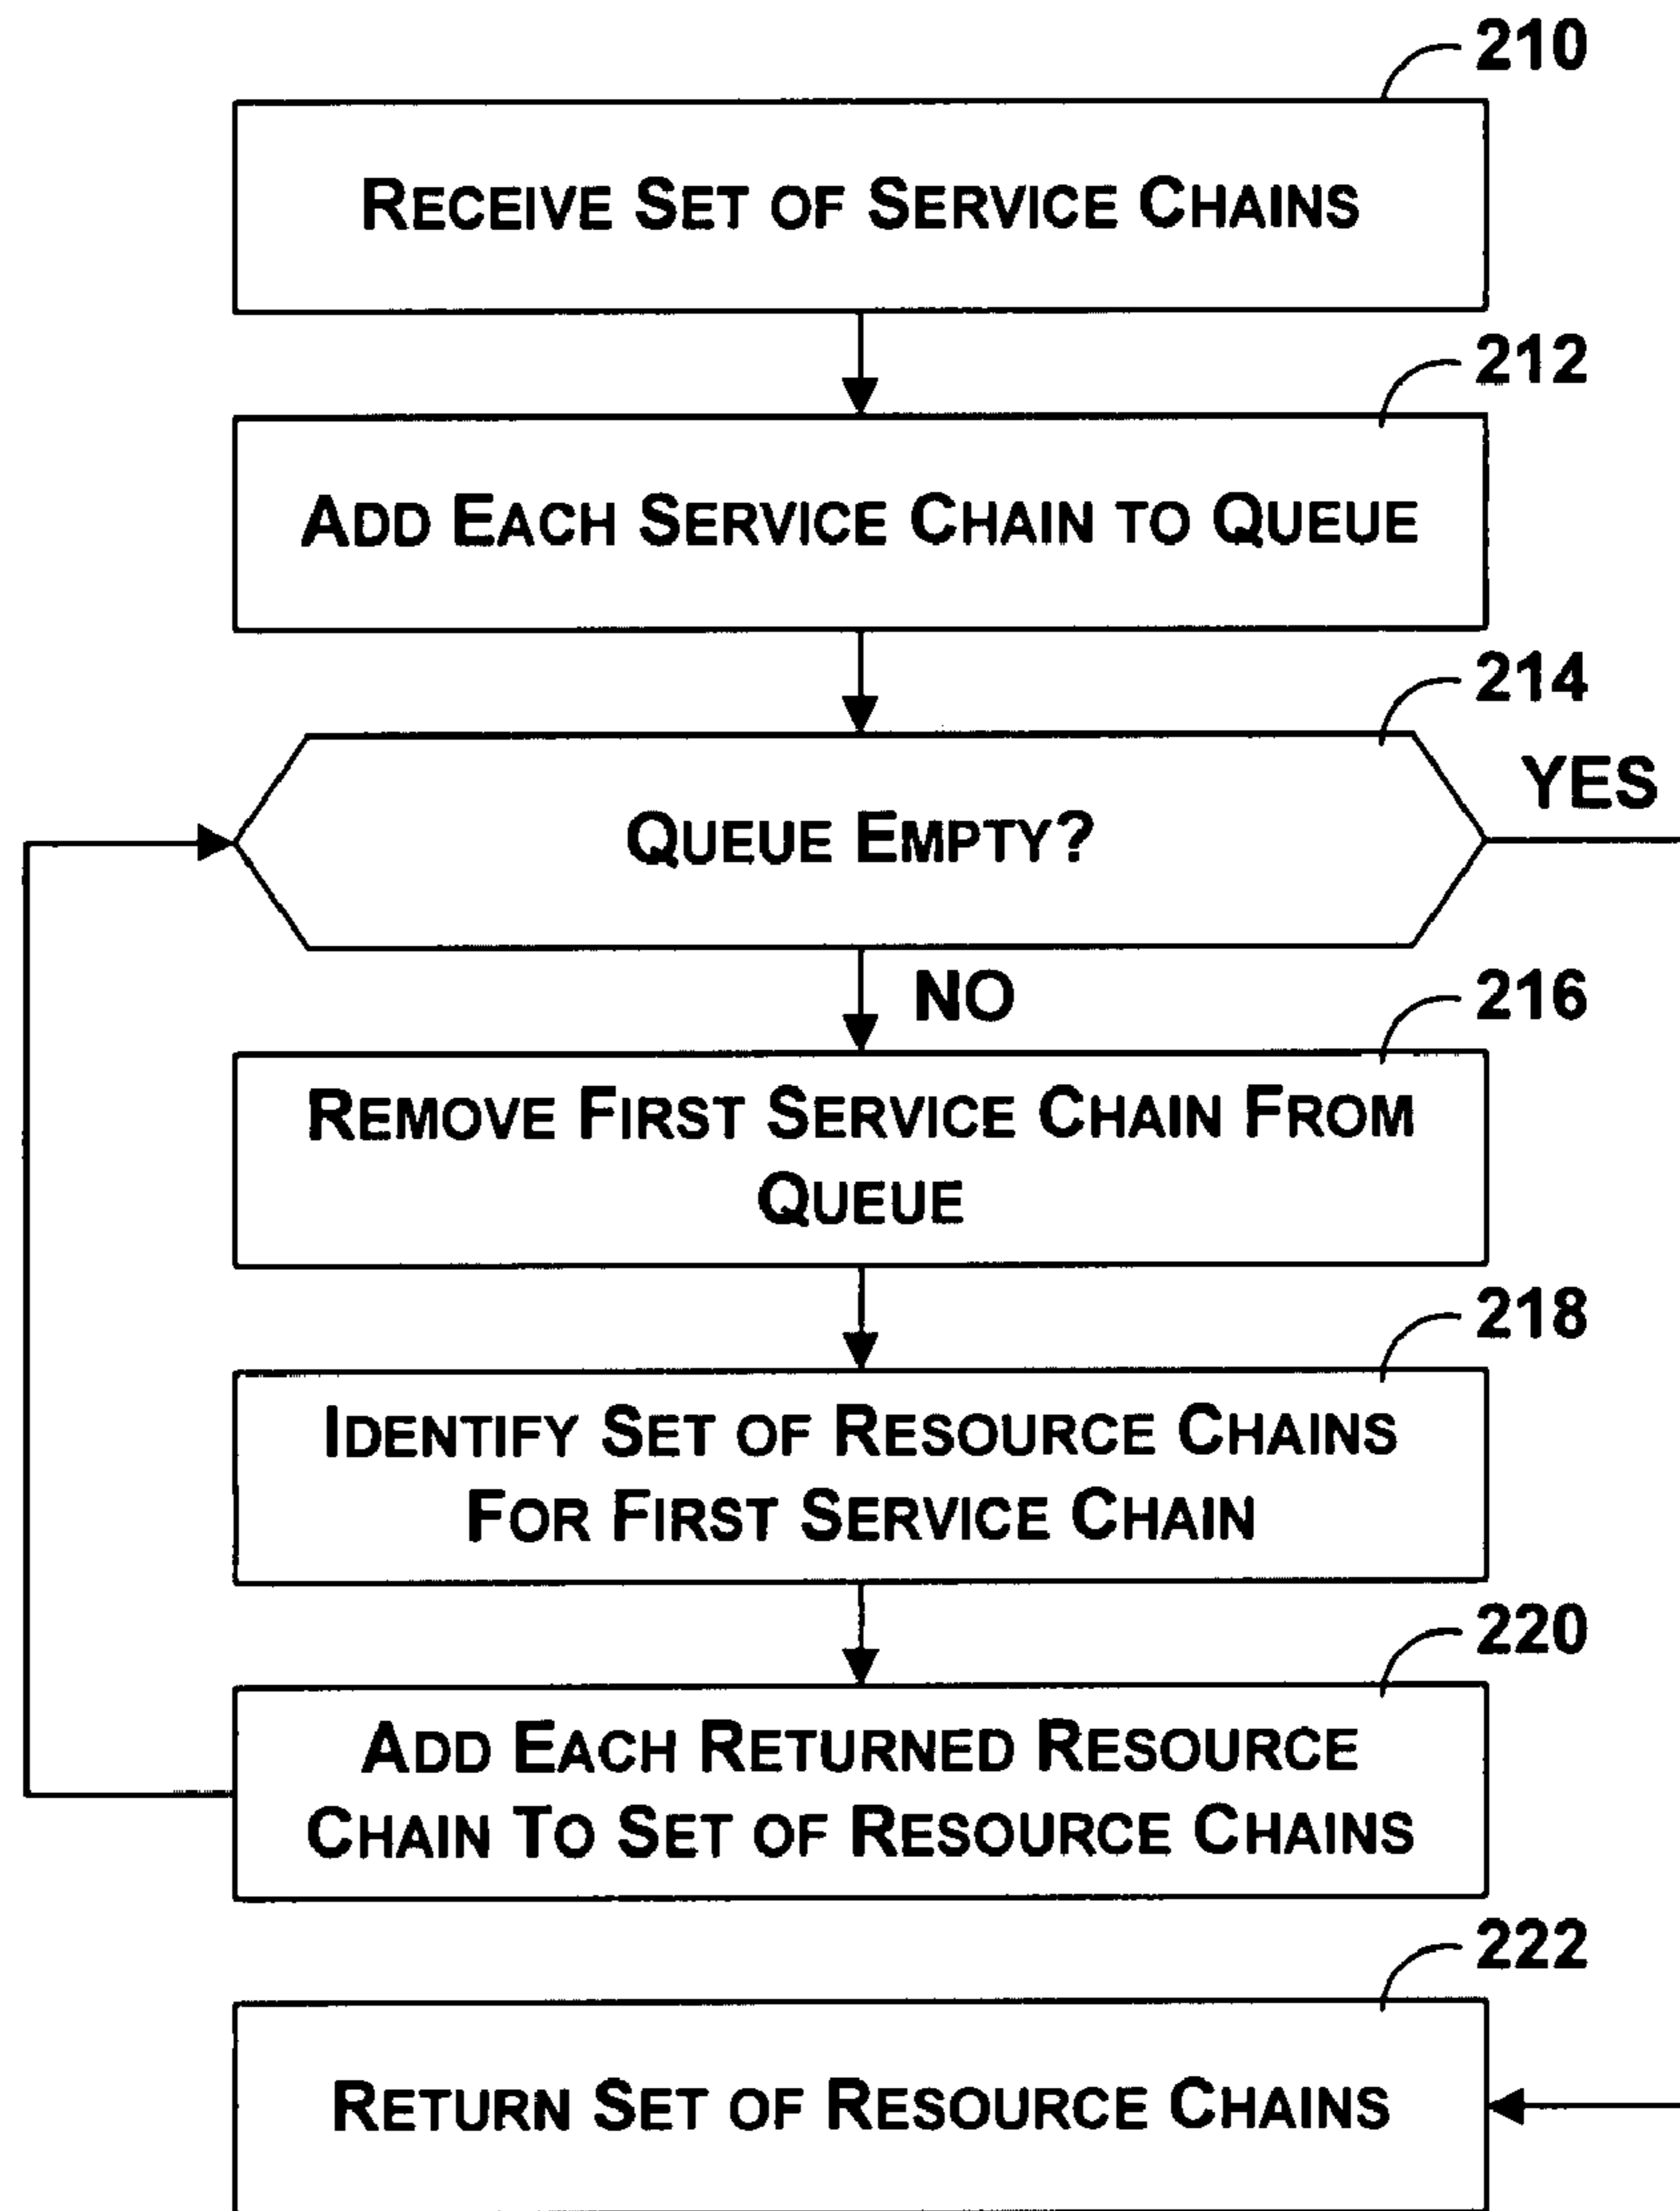 210
RECEIVE SET OF SERVICE CHAINS
212
ADD EACH SERVICE CHAIN TO QUEUE
214
YES
QUEUE EMPTY?
NO
216
REMOVE FIRST SERVICE CHAIN FROM
QUEUE
218
IDENTIFY SET OF RESOURCE CHAINS
FOR FIRST SERVICE CHAIN
220
ADD EACH RETURNED RESOURCE
CHAIN TO SET OF RESOURCE CHAINS
222
RETURN SET OF RESOURCE CHAINS